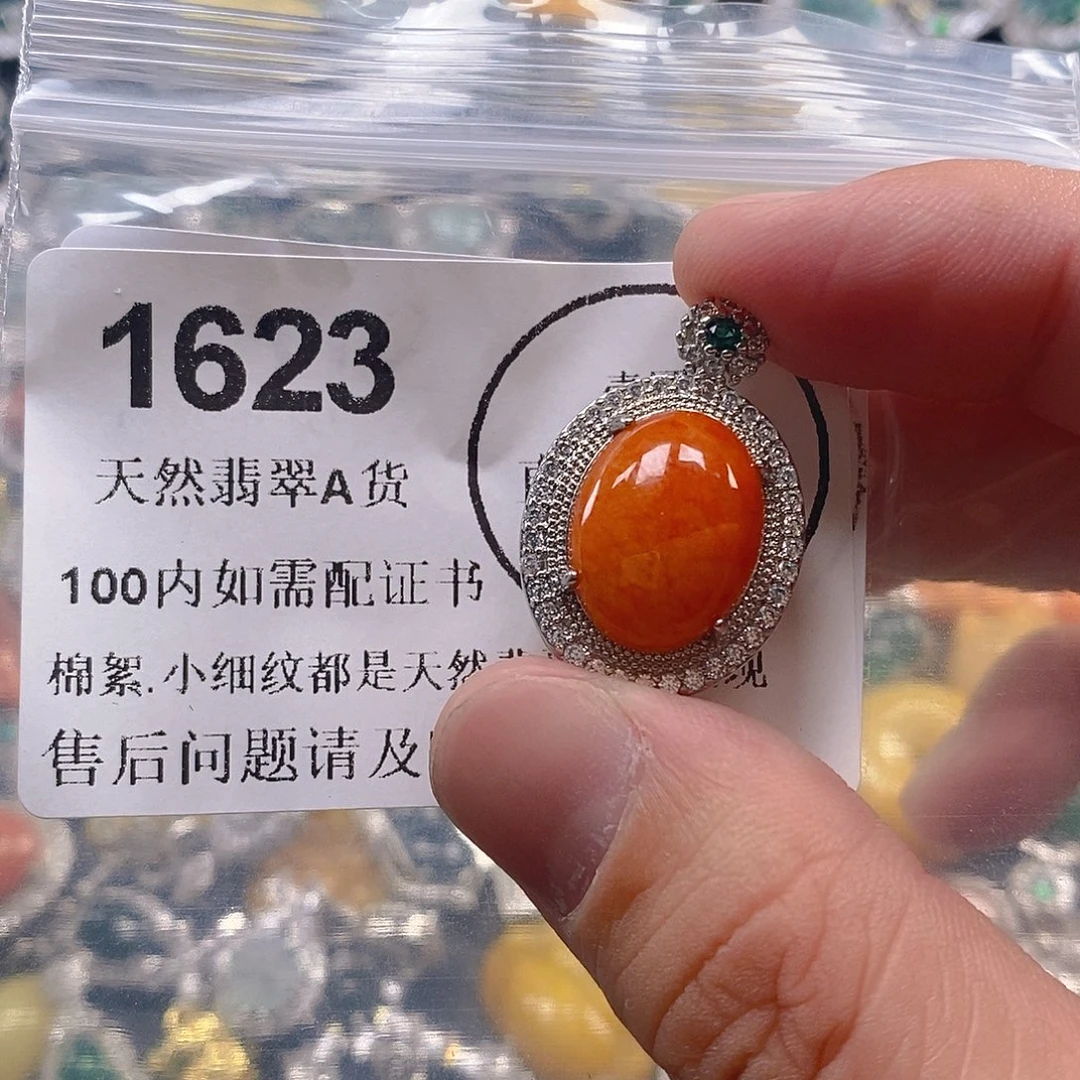 1623
天然翡翠A货
100内如需配证书
棉絮.小细纹都是天然
售后问题请及